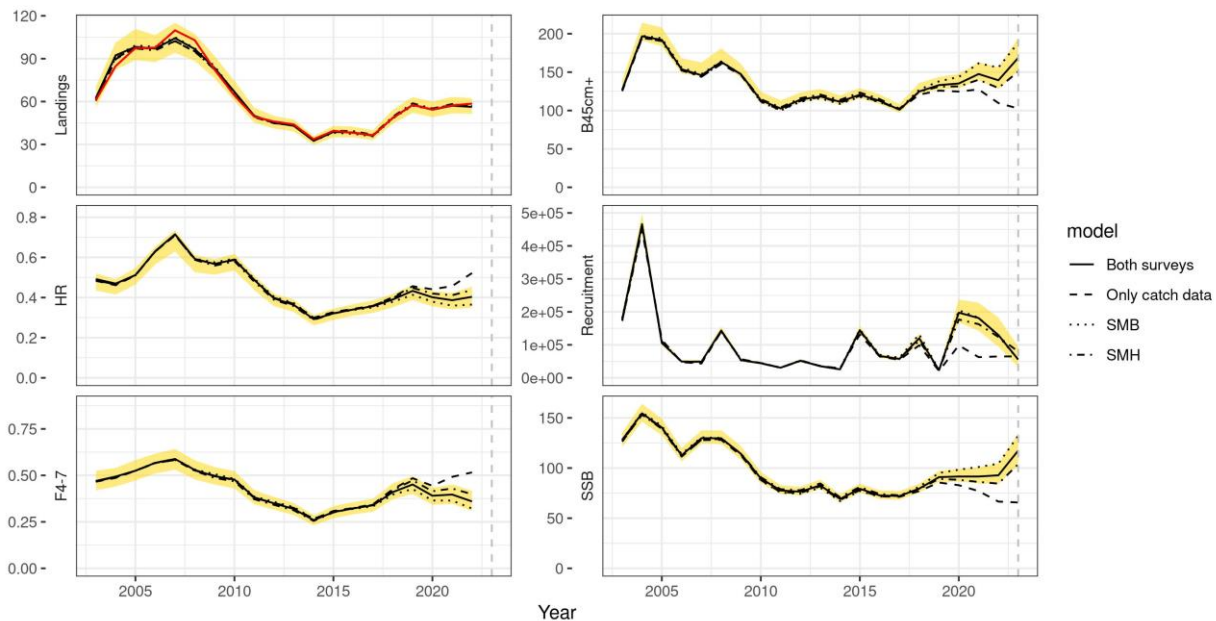 120 -
90 -
60 -
30 -
0 -
Landings
200 -
150 -
100 -
50 -
0 -
B45cm+
0.8 -
0.6 -
0.4 -
0.2 -
0.0 -
HR
5e+05 -
4e+05 -
3e+05 -
2e+05 -
1e+05 -
0e+00 -
Recruitment
0.75 -
0.50 -
0.25 -
0.00 -
F4-7
150 -
100 -
50 -
0 -
SSB
2005 2010 2015 2020
2005 2010 2015 2020
Year
model
Both surveys
Only catch data
SMB
SMH